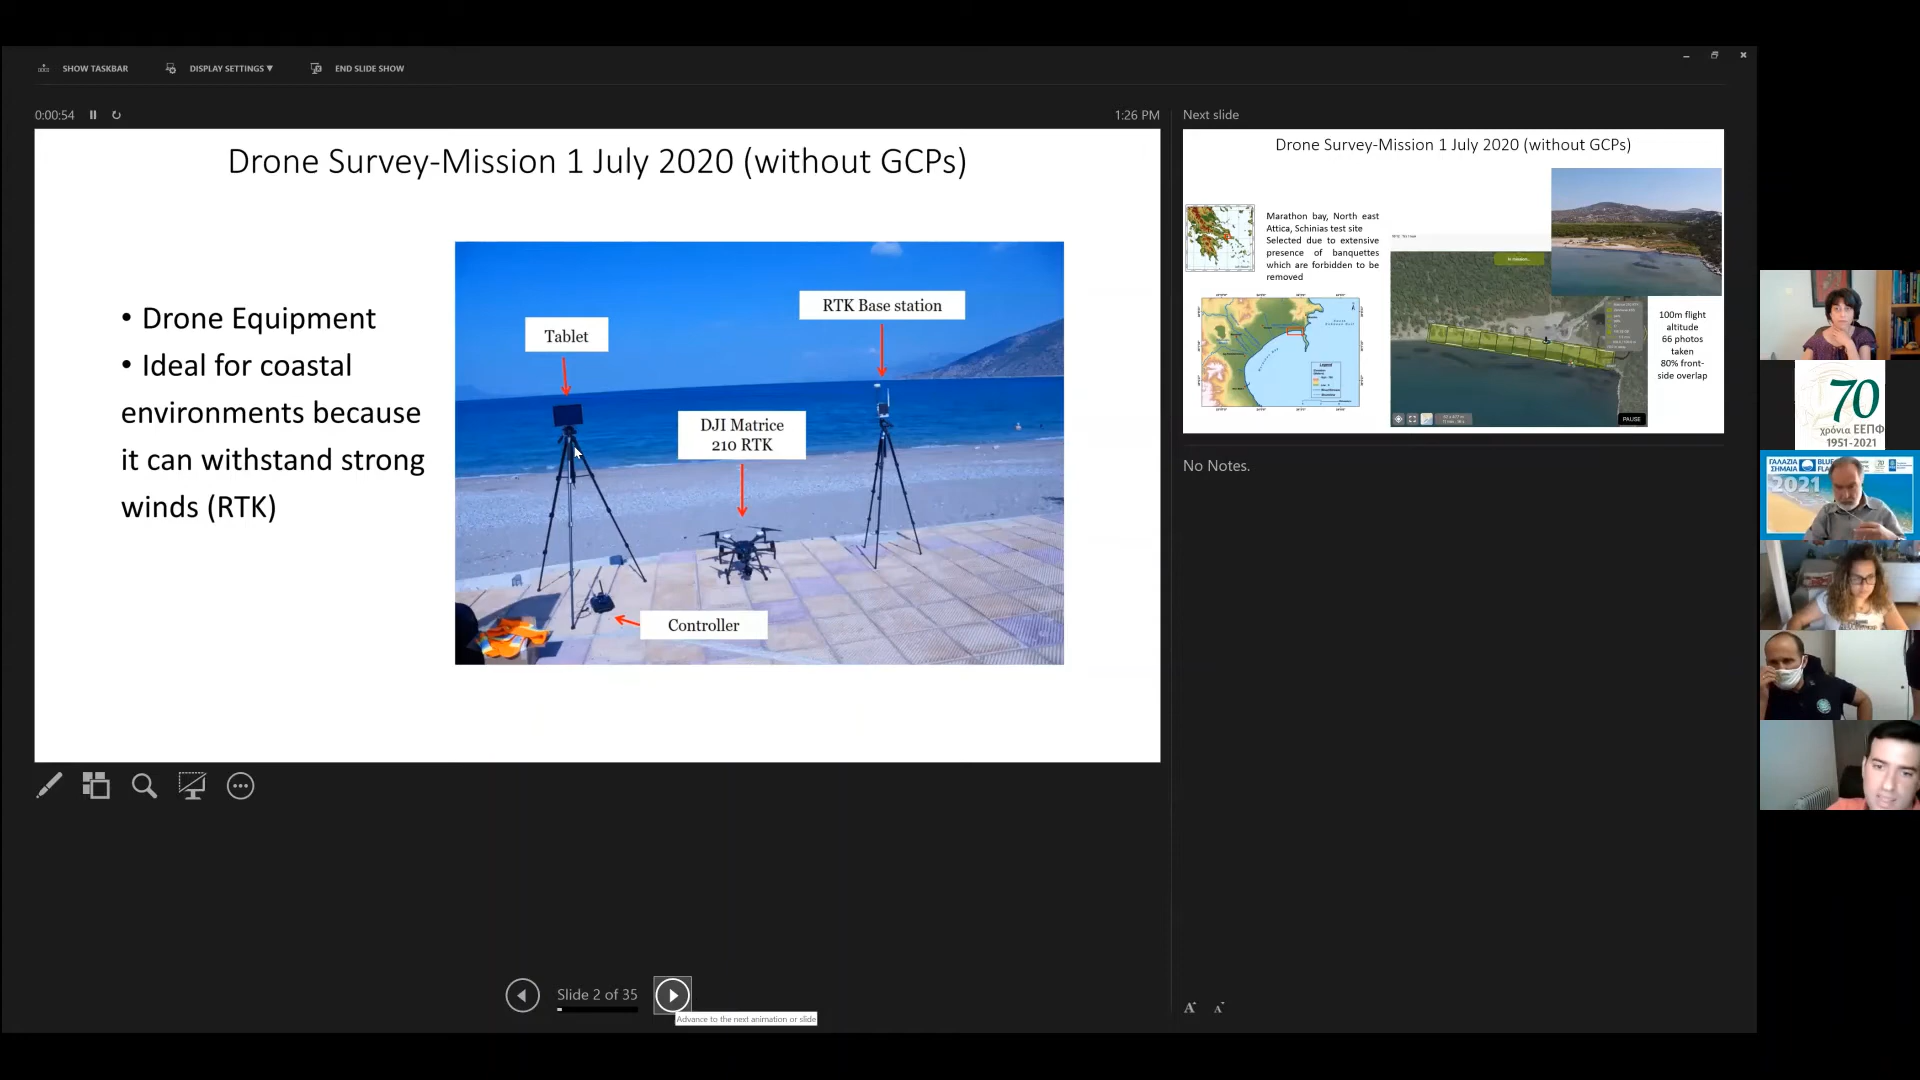 SHOW TASKBAR
DISPLAY SETTINGS ▼
END SLIDE SHOW
0:00:54
1:26 PM
Drone Survey-Mission 1 July 2020 (without GCPs)
• Drone Equipment
• Ideal for coastal
environments because
it can withstand strong
winds (RTK)
Tablet
RTK Base station
DJI Matrice
210 RTK
Controller
Slide 2 of 35
Advance to the next animation or slide
Next slide
Drone Survey-Mission 1 July 2020 (without GCPs)
Marathon bay, North east
Attica, Schinias test site
Selected due to extensive
presence of banquettes
which are forbidden to be
removed
100m flight
altitude
66 photos
taken
80% front-
side overlap
Legend
PAUSE
No Notes.
70
χρόνια ΕΕΠΦ
1951-2021
ΓΑΛΑΖΙΑ
ΣΗΜΑΙΑ
2021